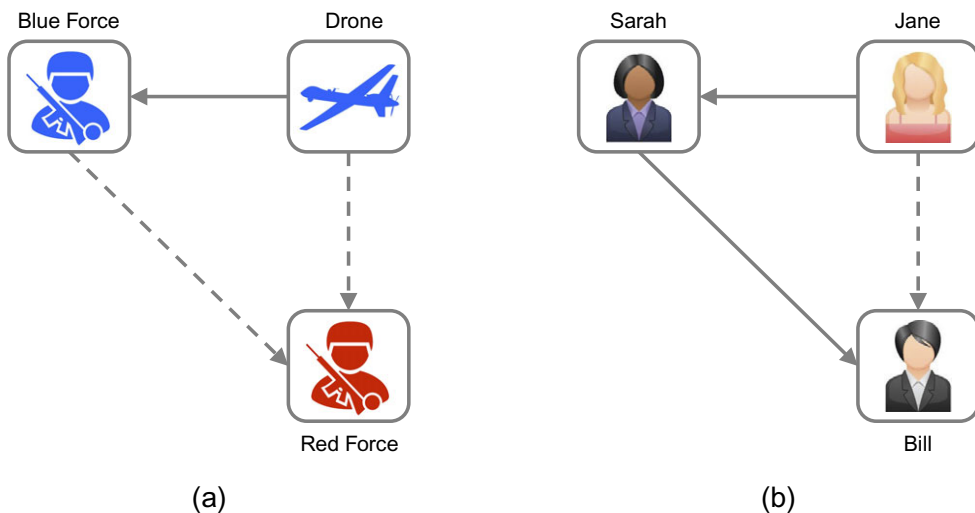 Blue Force
Drone
Sarah
Jane
Red Force
Bill
(a)
(b)